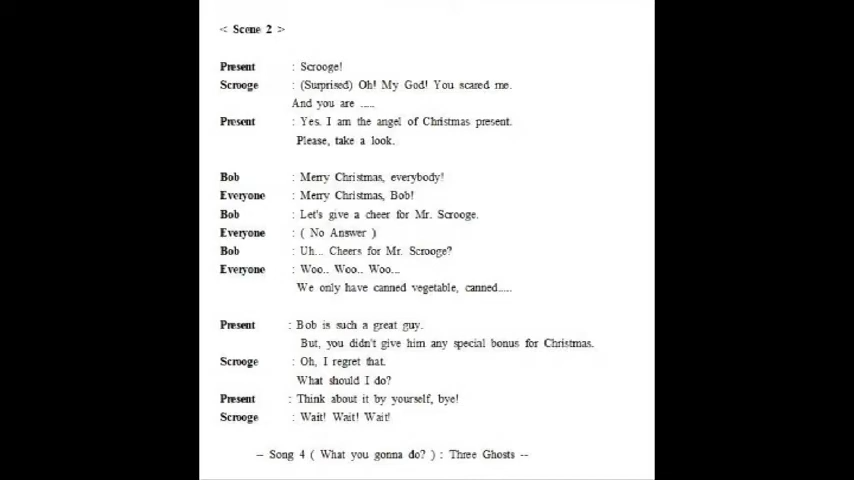 < Scene 2 >
Present : Scrooge!
Scrooge : (Surprised) Oh! My God! You scared me.
And you are .....
Present : Yes. I am the angel of Christmas present.
Please, take a look.
Bob : Merry Christmas, everybody!
Everyone : Merry Christmas, Bob!
Bob : Let's give a cheer for Mr. Scrooge.
Everyone : ( No Answer )
Bob : Uh... Cheers for Mr. Scrooge?
Everyone : Woo.. Woo.. Woo...
We only have canned vegetable, canned.....
Present : Bob is such a great guy.
But, you didn't give him any special bonus for Christmas.
Scrooge : Oh, I regret that.
What should I do?
Present : Think about it by yourself, bye!
Scrooge : Wait! Wait! Wait!
-- Song 4 ( What you gonna do? ) : Three Ghosts --